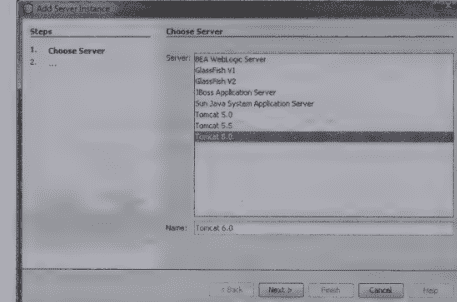 Add Server Instance
Steps
Choose Server
1. Choose Server
2. ...
Server:
BEA WebLogic Server
GlassFish V1
GlassFish V2
JBoss Application Server
Sun Java System Application Server
Tomcat 5.0
Tomcat 5.5
Tomcat 6.0
Name: Tomcat 6.0
< Back
Next >
Finish
Cancel
Help